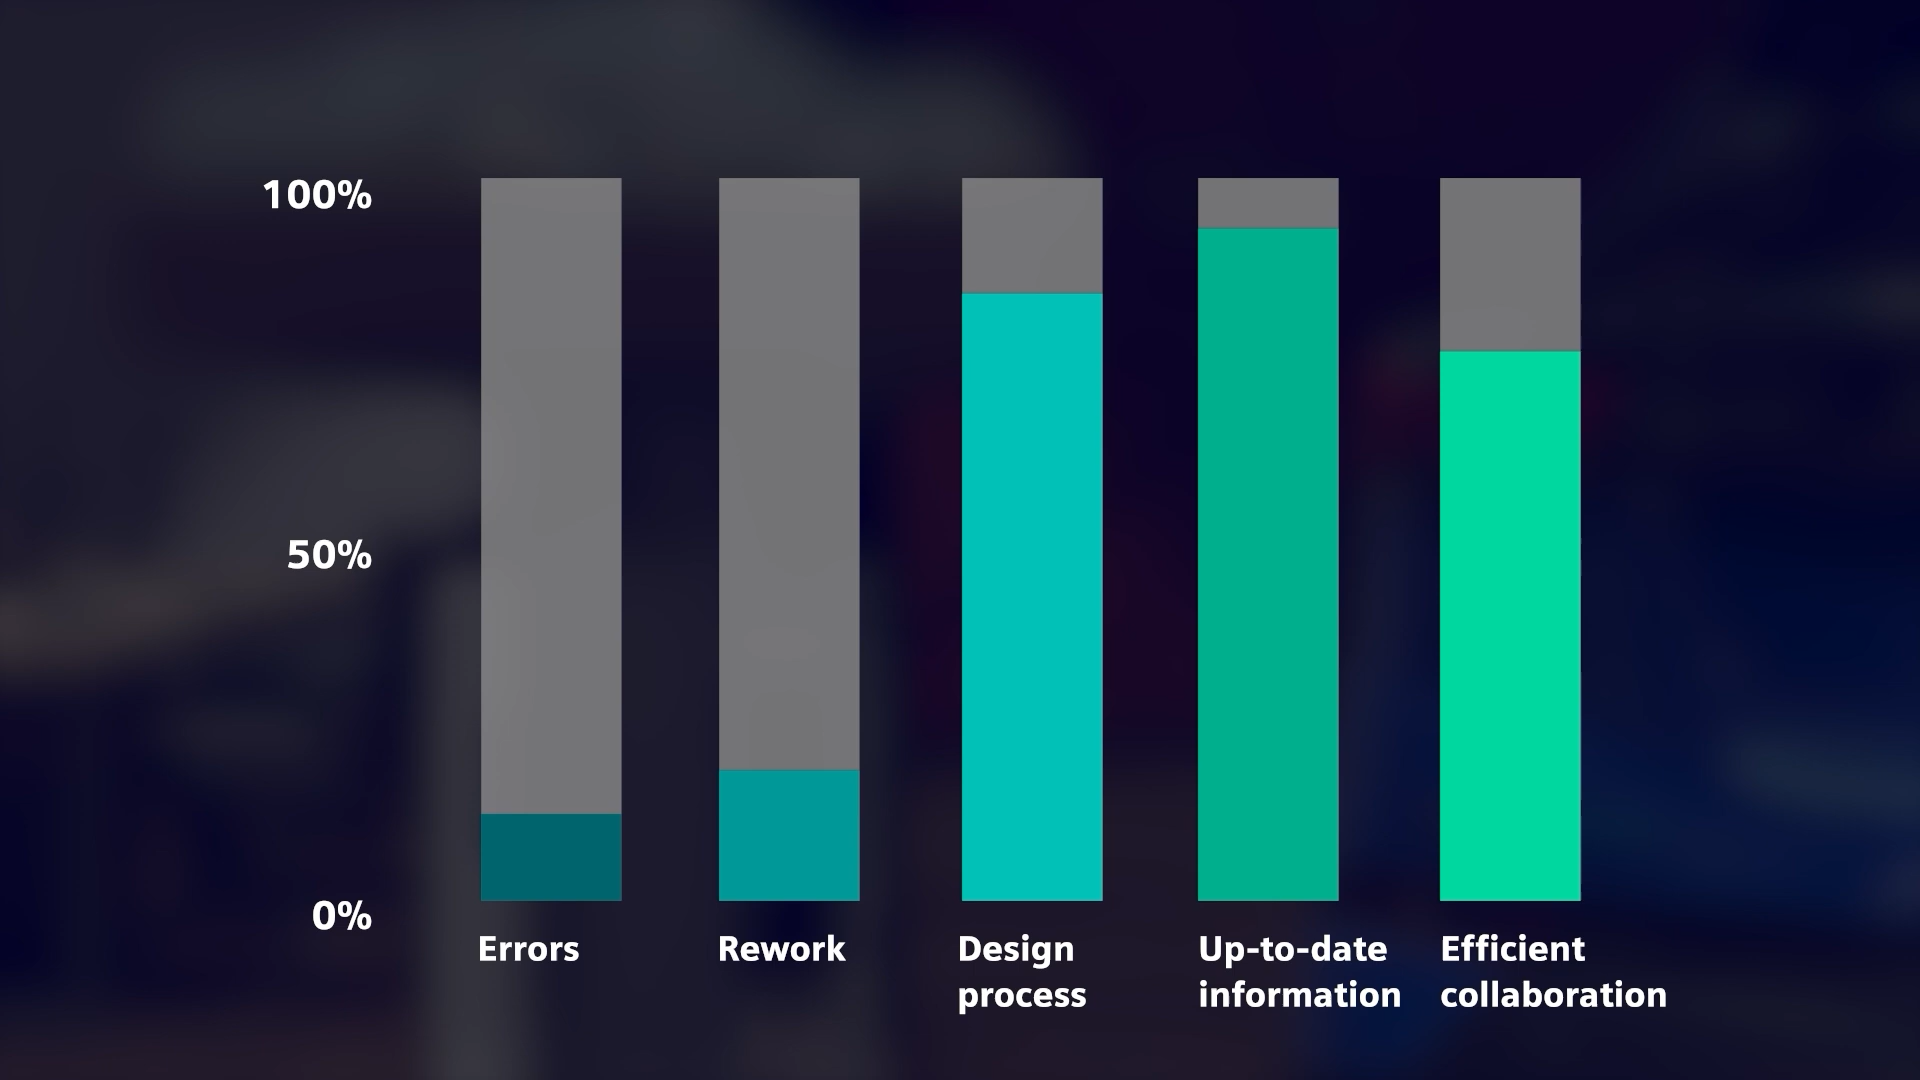 100%
50%
0%
Errors
Rework
Design
process
Up-to-date
information
Efficient
collaboration